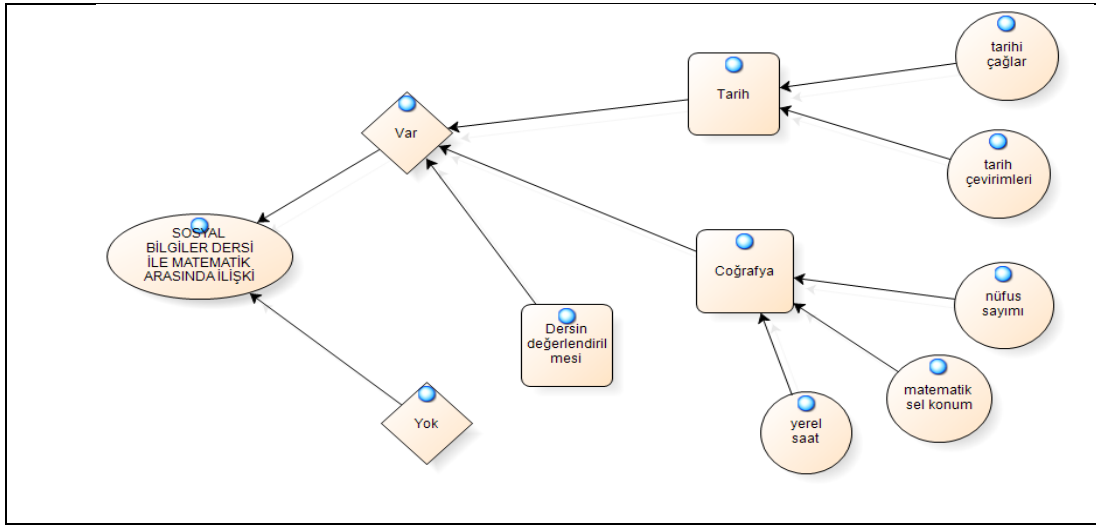 SOSYAL
BİLGİLER DERSİ
İLE MATEMATİK
ARASINDA İLİŞKİ
Var
Yok
Tarih
tarihi
çağlar
tarih
çevirimleri
Dersin
değerlendiril
mesi
Coğrafya
nüfus
sayımı
matematik
sel konum
yerel
saat